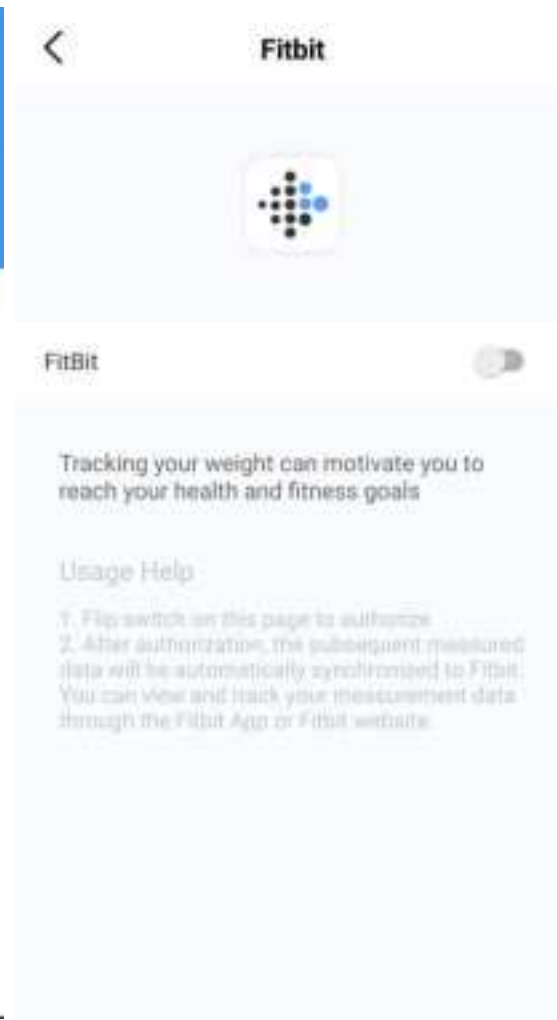 Fitbit
FitBit
Tracking your weight can motivate you to
reach your health and fitness goals
Usage Help
1. Flip switch on this page to authorize
2. After authorization, the subsequent measured
data will be automatically synchronized to Fitbit.
You can view and track your measurement data
through the Fitbit App or Fitbit website.